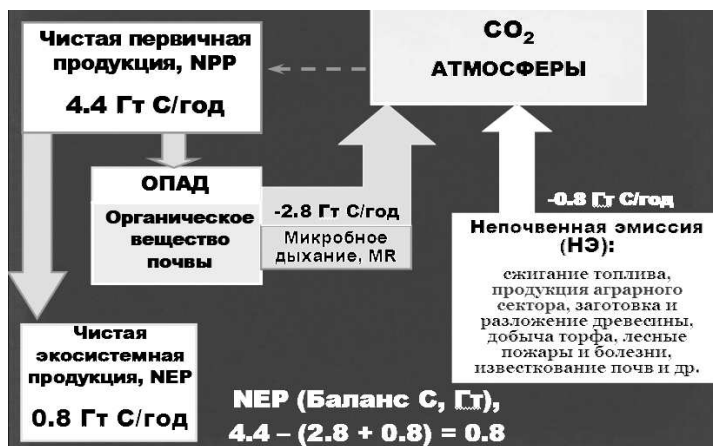 Чистая первичная
продукция, NPP
4.4 Гт С/год
CO₂
АТМОСФЕРЫ
ОПАД
Органическое
вещество
почвы
-2.8 Гт С/год
Микробное
дыхание, MR
-0.8 Гт С/год
Непочвенная эмиссия
(НЭ):
сжигание топлива,
продукция аграрного
сектора, заготовка и
разложение древесины,
добыча торфа, лесные
пожары и болезни,
известкование почв и др.
Чистая
экосистемная
продукция, NEP
0.8 Гт С/год
NEP (Баланс С, Гт),
4.4 – (2.8 + 0.8) = 0.8